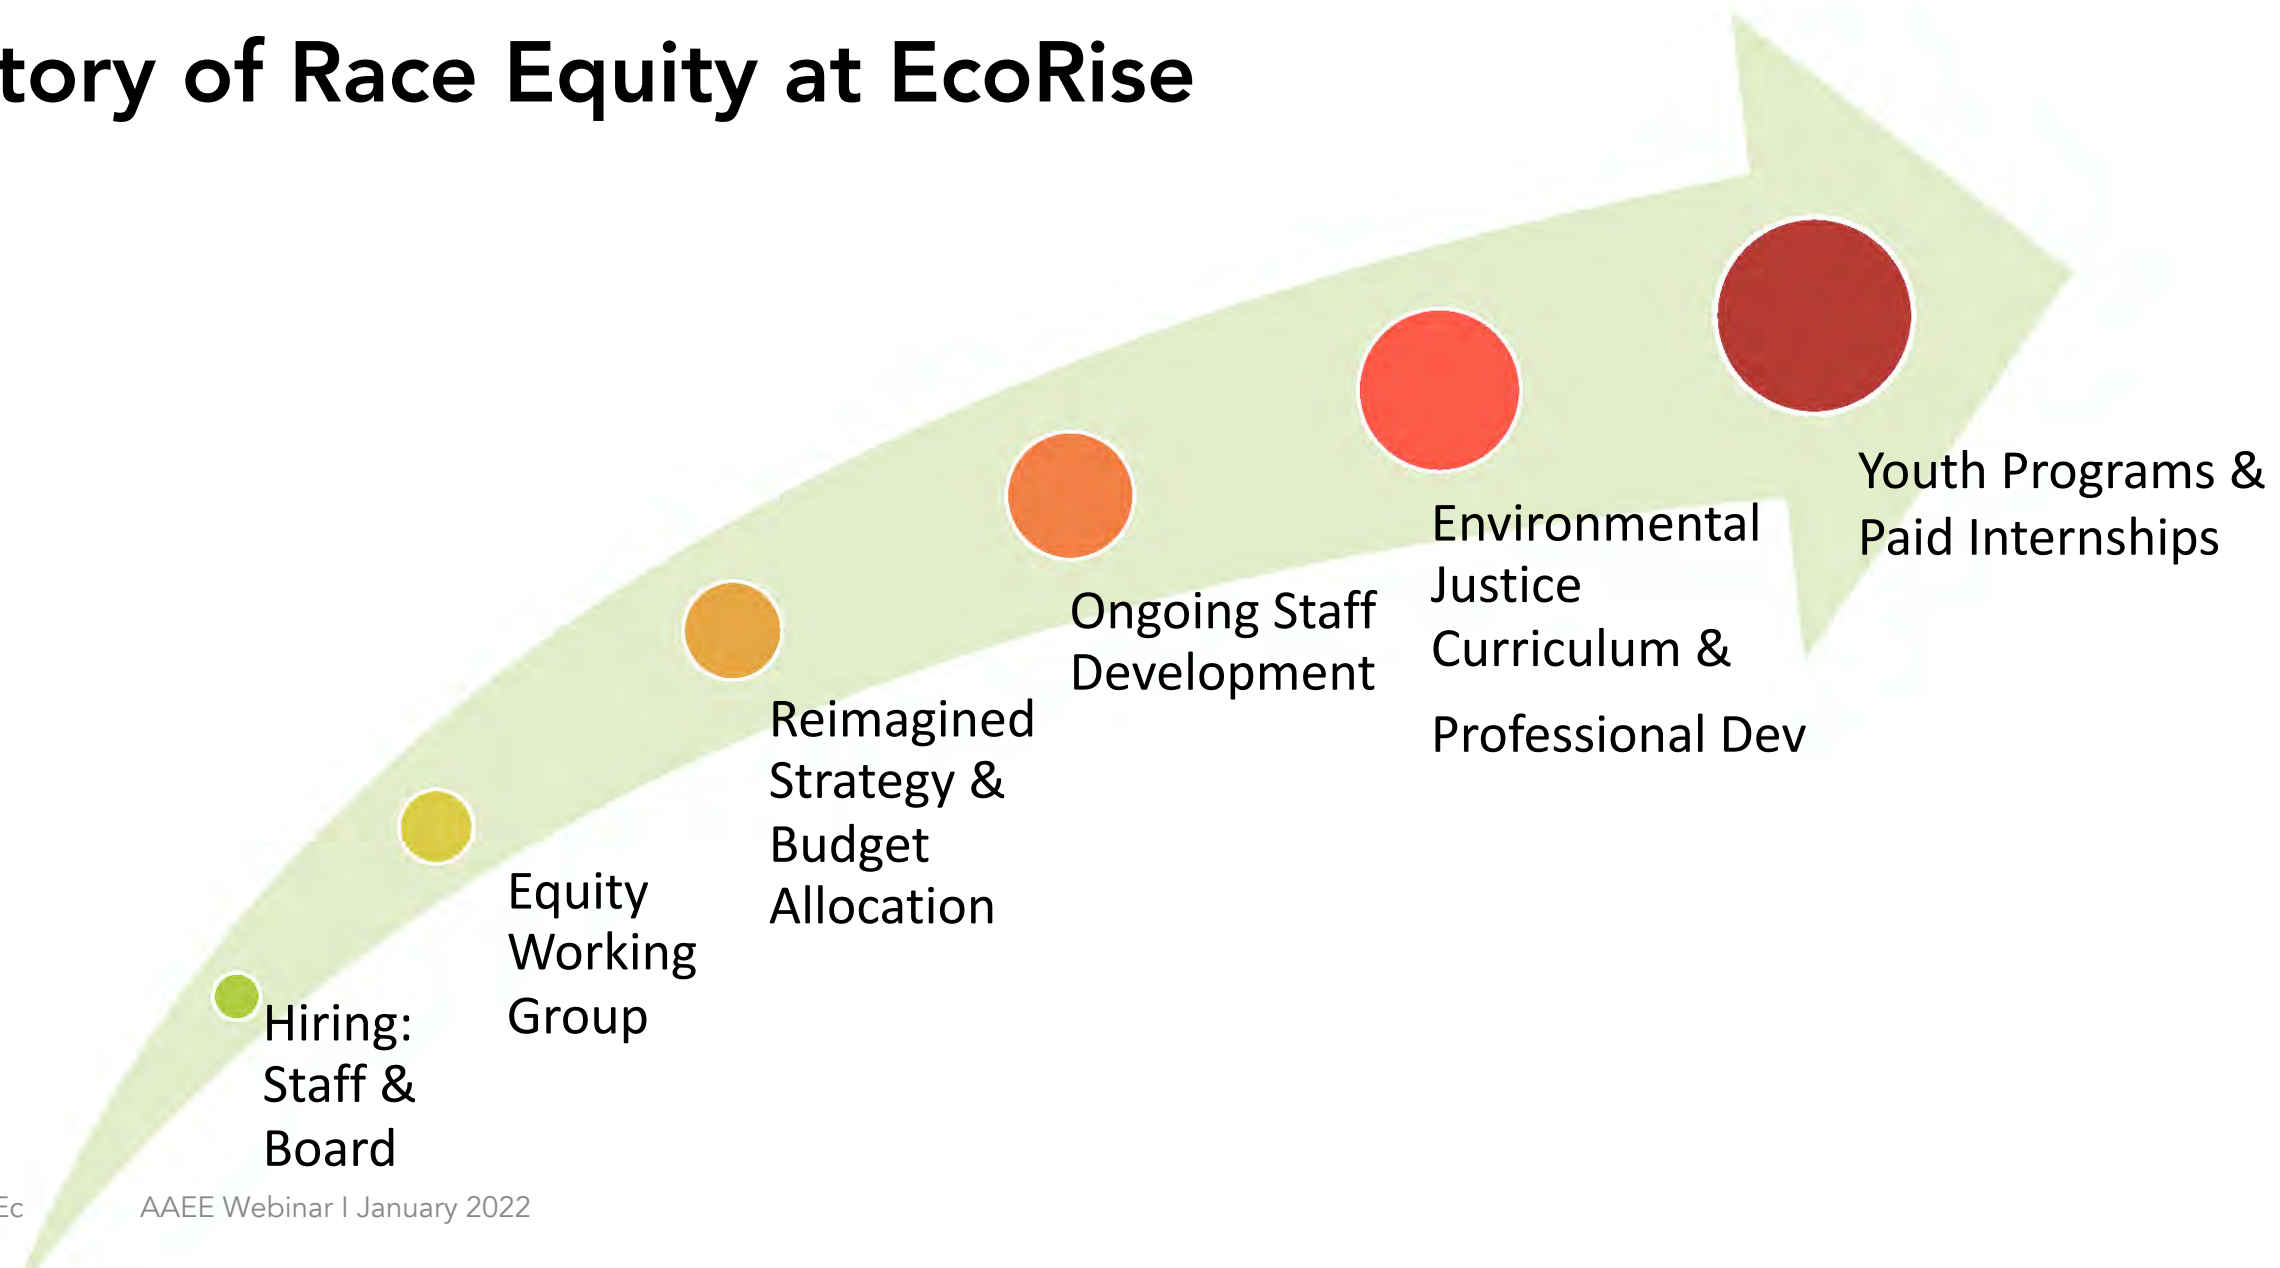 tory of Race Equity at EcoRise
Youth Programs &
Paid Internships
Environmental
Justice
Curriculum &
Professional Dev
Ongoing Staff
Development
Reimagined
Strategy &
Budget
Allocation
Equity
Working
Group
Hiring:
Staff &
Board
Ec
AAEE Webinar I January 2022